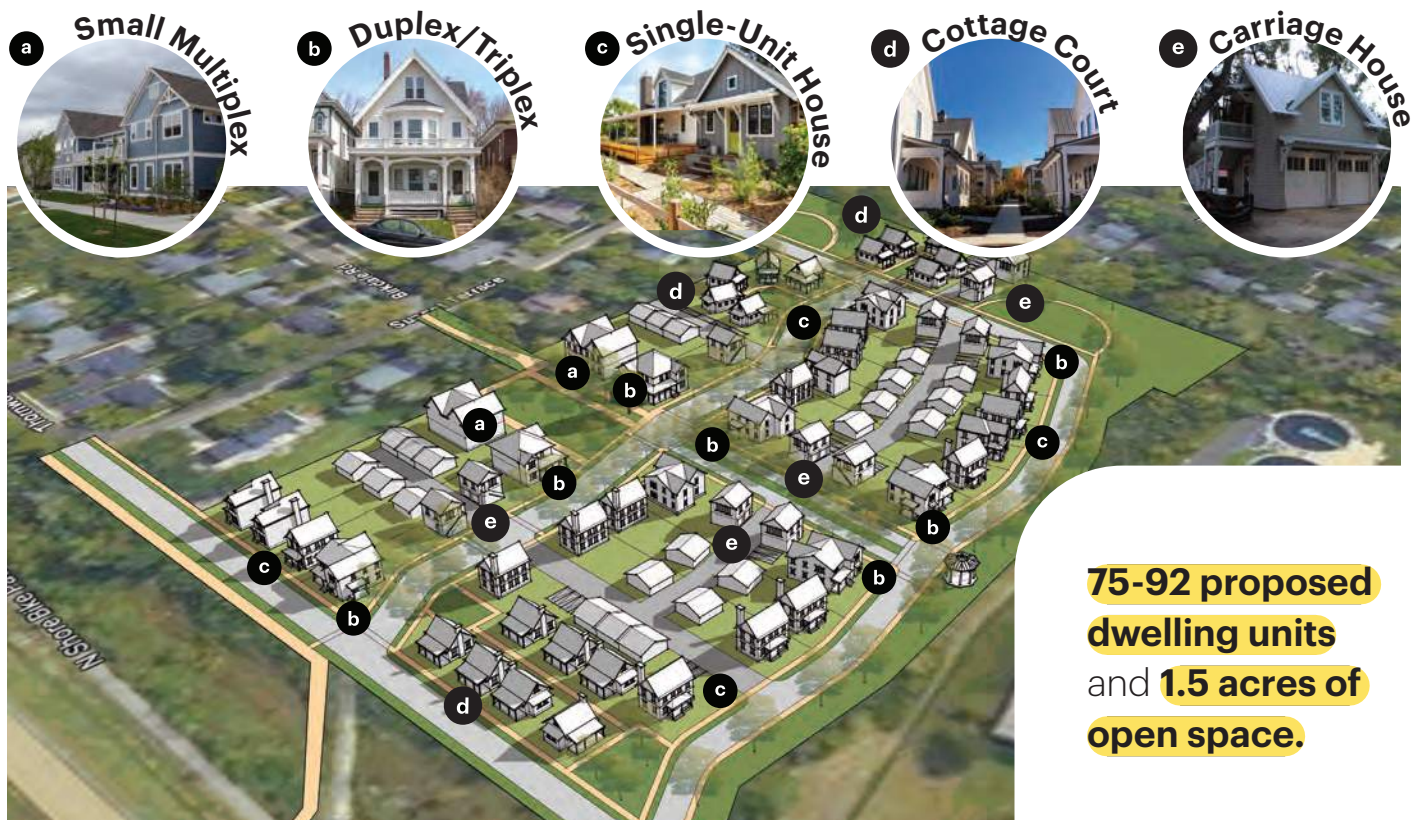 a Small Multiplex
b Duplex/Triplex
c Single-Unit House
d Cottage Court
e Carriage House
d
d
e
c
a
b
b
a
b
c
b
e
b
e
b
e
c
b
b
c
d
75-92 proposed
dwelling units
and 1.5 acres of
open space.